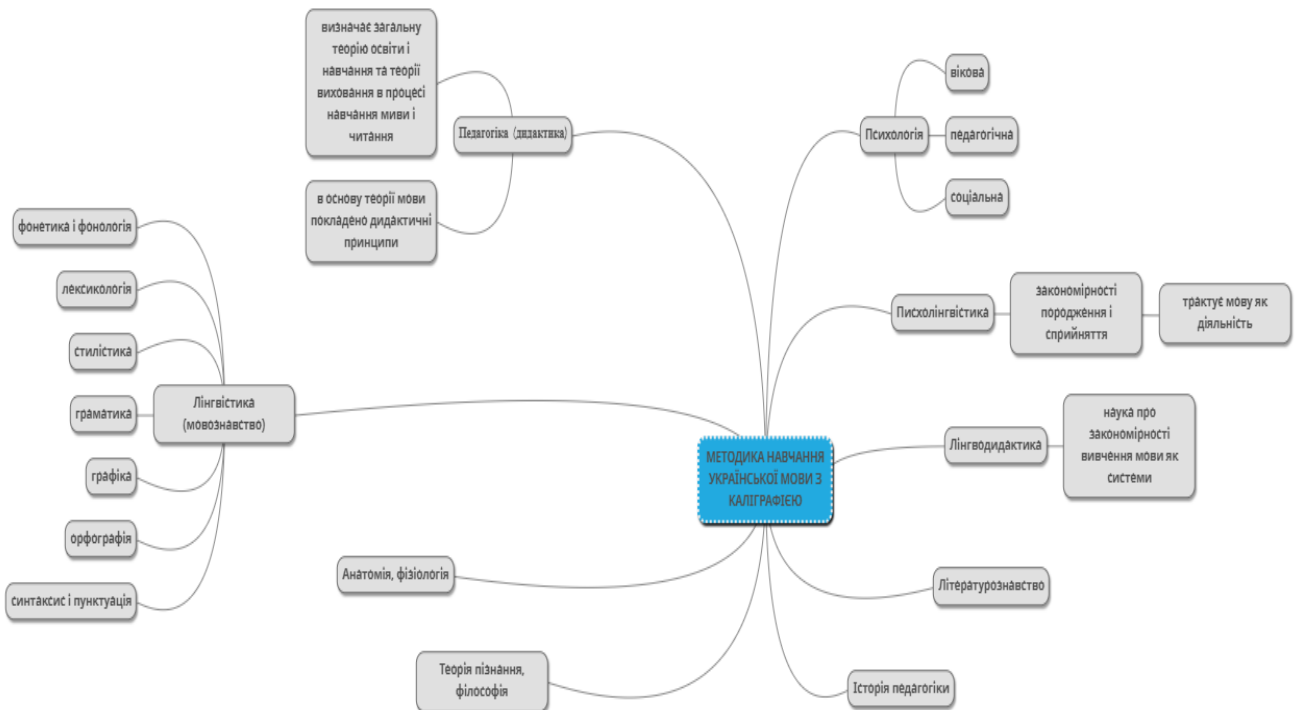 визначає загальну
теорію освіти і
навчання та теорії
виховання в процесі
навчання миви і
читання
Педагогіка (дидактика)
в основу теорії мови
покладено дидактичні
принципи
вікова
Психологія
педагогічна
соціальна
фонетика і фонологія
лексикологія
стилістика
граматика
Лінгвістика
(мовознавство)
графіка
орфографія
синтаксис і пунктуація
Писхолінгвістика
закономірності
породження і
сприйняття
трактує мову як
діяльність
Лінгводидактика
наука про
закономірності
вивчення мови як
системи
МЕТОДИКА НАВЧАННЯ
УКРАЇНСЬКОЇ МОВИ З
КАЛІГРАФІЄЮ
Анатомія, фізіологія
Літературознавство
Теорія пізнання,
філософія
Історія педагогіки